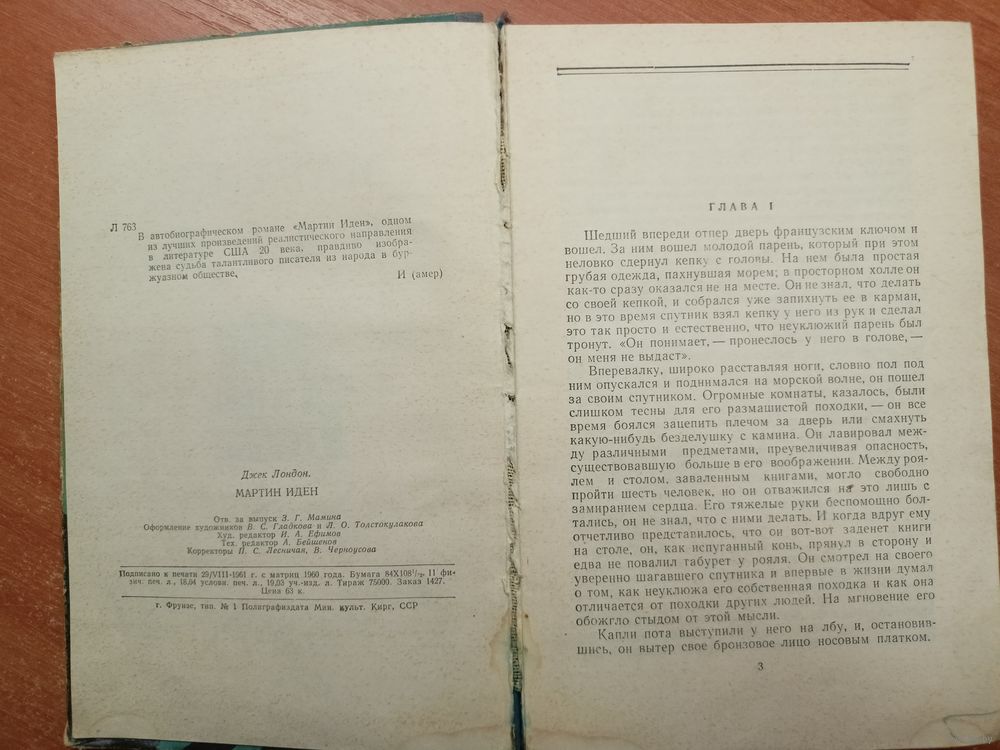 Л 763
В автобиографическом романе «Мартин Иден», одном
из лучших произведений реалистического направления
в литературе США 20 века, правдиво изобра-
жена судьба талантливого писателя из народа в бур-
жуазном обществе.
И (амер)
Джек Лондон.
МАРТИН ИДЕН
Отв. за выпуск З. Г. Мамина
Оформление художников В. С. Гладкова и Л. О. Толстокулакова
Худ. редактор И. А. Ефимов
Тех. редактор А. Бейшенов
Корректоры П. С. Лесничая, В. Черноусова
Подписано к печати 29/VIII-1961 г. с матриц 1960 года. Бумага 84Х108¹/₂, 11 фи-
зич печ. л., 18,04 условн. печ. л., 19,03 уч.-изд. л. Тираж 75000. Заказ 1427.
Цена 63 к.
г. Фрунзе, тип. № 1 Полиграфиздата Мин. культ. Кирг. ССР
ГЛАВА I
Шедший впереди отпер дверь французским ключом и
вошел. За ним вошел молодой парень, который при этом
неловко сдернул кепку с головы. На нем была простая
грубая одежда, пахнувшая морем; в просторном холле он
как-то сразу оказался не на месте. Он не знал, что делать
со своей кепкой, и собрался уже запихнуть ее в карман,
но в это время спутник взял кепку у него из рук и сделал
это так просто и естественно, что неуклюжий парень был
тронут. «Он понимает, — пронеслось у него в голове, —
он меня не выдаст».
Вперевалку, широко расставляя ноги, словно пол под
ним опускался и поднимался на морской волне, он пошел
за своим спутником. Огромные комнаты, казалось, были
слишком тесны для его размашистой походки, — он все
время боялся зацепить плечом за дверь или смахнуть
какую-нибудь безделушку с камина. Он лавировал меж-
ду различными предметами, преувеличивая опасность,
существовавшую больше в его воображении. Между роя-
лем и столом, заваленным книгами, могло свободно
пройти шесть человек, но он отважился на это лишь с
замиранием сердца. Его тяжелые руки беспомощно бол-
тались, он не знал, что с ними делать. И когда вдруг ему
отчетливо представилось, что он вот-вот заденет книги
на столе, он, как испуганный конь, прянул в сторону и
едва не повалил табурет у рояля. Он смотрел на своего
уверенно шагавшего спутника и впервые в жизни думал
о том, как неуклюжа его собственная походка и как она
отличается от походки других людей. На мгновение его
обожгло стыдом от этой мысли.
Капли пота выступили у него на лбу, и, остановив-
шись, он вытер свое бронзовое лицо носовым платком.
3